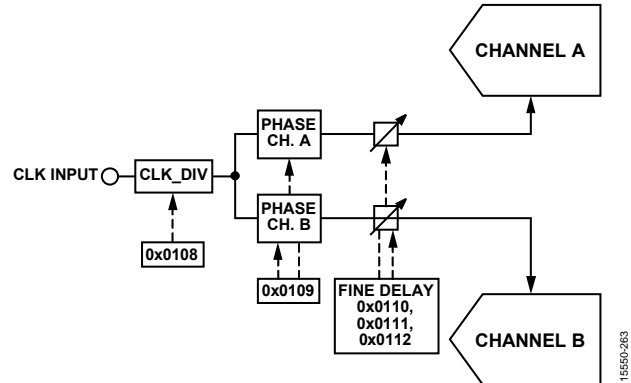 CHANNEL A
PHASE
CH. A
CLK INPUT
CLK_DIV
PHASE
CH. B
0x0108
0x0109
FINE DELAY
0x0110,
0x0111,
0x0112
CHANNEL B
15550-263